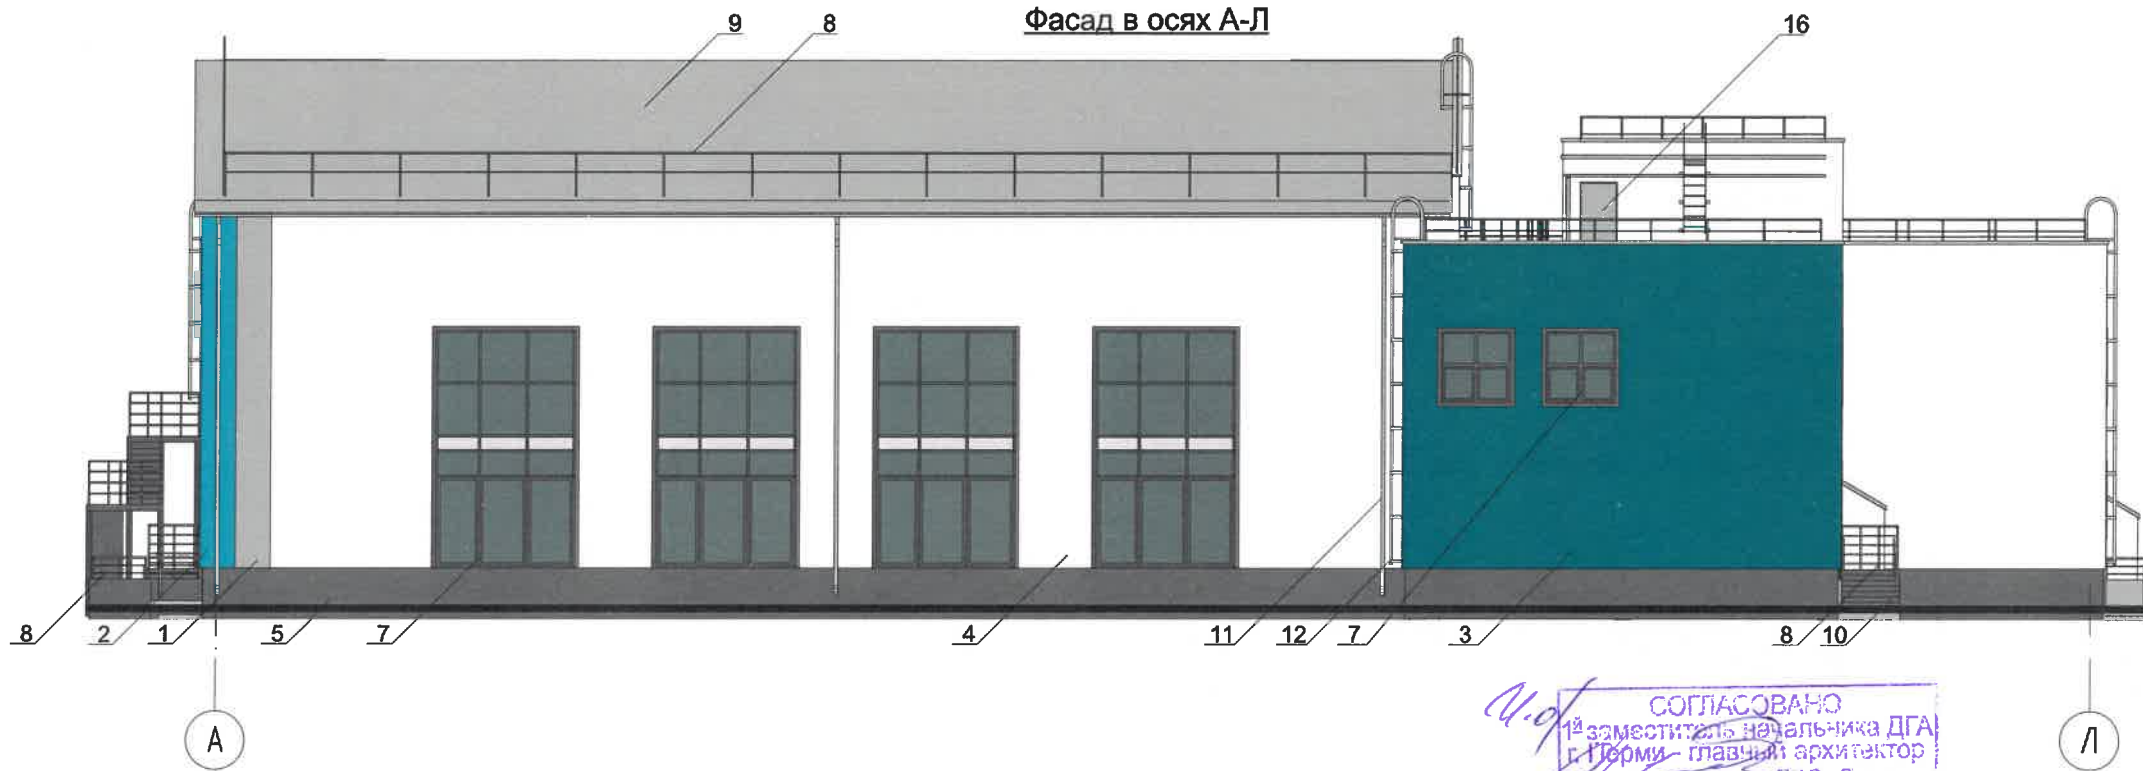 Фасад в осях А-Л
9
8
16
8
2
1
5
7
4
11
12
7
3
8
10
А
Л
И.о
СОГЛАСОВАНО
1й заместитель начальника ДГА
г. Перми - главный архитектор